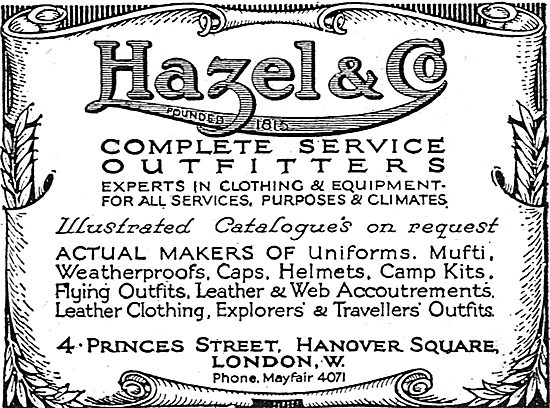 Hazel & Co
FOUNDED 1815
COMPLETE SERVICE
OUTFITTERS
EXPERTS IN CLOTHING & EQUIPMENT-
FOR ALL SERVICES, PURPOSES & CLIMATES,
Illustrated Catalogue's on request
ACTUAL MAKERS OF Uniforms. Mufti,
Weatherproofs, Caps, Helmets, Camp Kits,
Flying Outfits, Leather & Web Accoutrements.
Leather Clothing, Explorers' & Travellers' Outfits.
4 · PRINCES STREET, HANOVER SQUARE,
LONDON, W.
Phone, Mayfair 4071